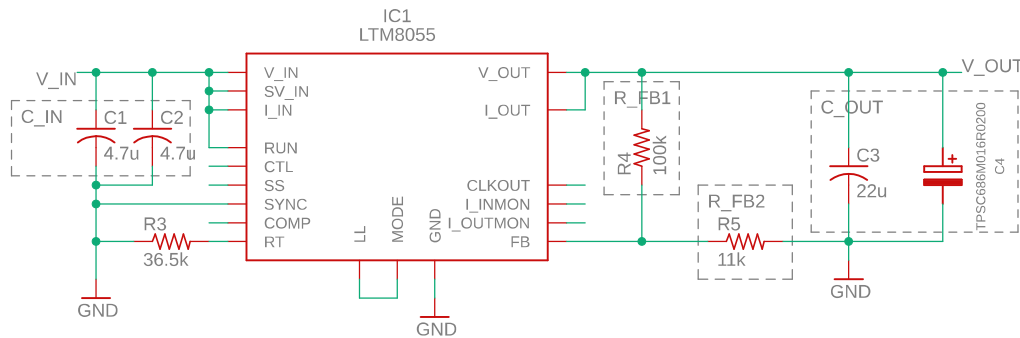 IC1
LTM8055
V_IN
C_IN
C1
4.7u
C2
4.7u
R3
36.5k
GND
V_IN
SV_IN
I_IN
RUN
CTL
SS
SYNC
COMP
RT
LL
MODE
GND
V_OUT
I_OUT
CLKOUT
I_INMON
I_OUTMON
FB
GND
R_FB1
R4
100k
R_FB2
R5
11k
V_OUT
C_OUT
C3
22u
TPSC686M016R0200
C4
GND